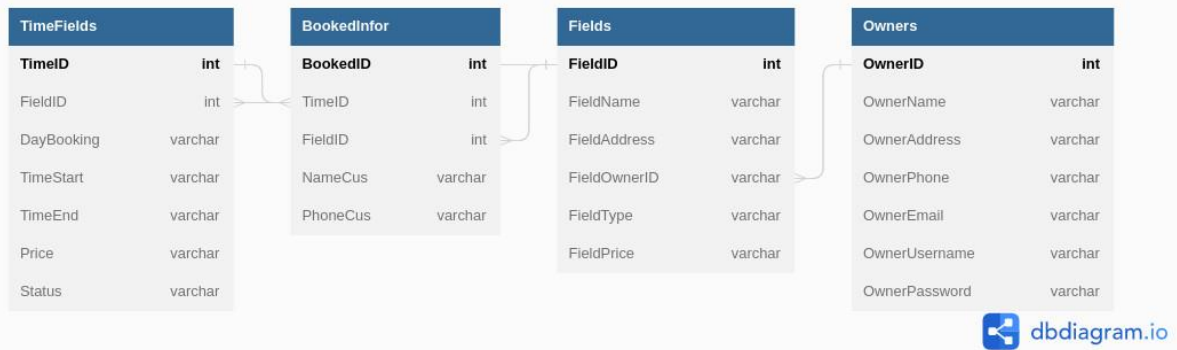 TimeFields
TimeID int
FieldID int
DayBooking varchar
TimeStart varchar
TimeEnd varchar
Price varchar
Status varchar
BookedInfor
BookedID int
TimeID int
FieldID int
NameCus varchar
PhoneCus varchar
Fields
FieldID int
FieldName varchar
FieldAddress varchar
FieldOwnerID varchar
FieldType varchar
FieldPrice varchar
Owners
OwnerID int
OwnerName varchar
OwnerAddress varchar
OwnerPhone varchar
OwnerEmail varchar
OwnerUsername varchar
OwnerPassword varchar
dbdiagram.io